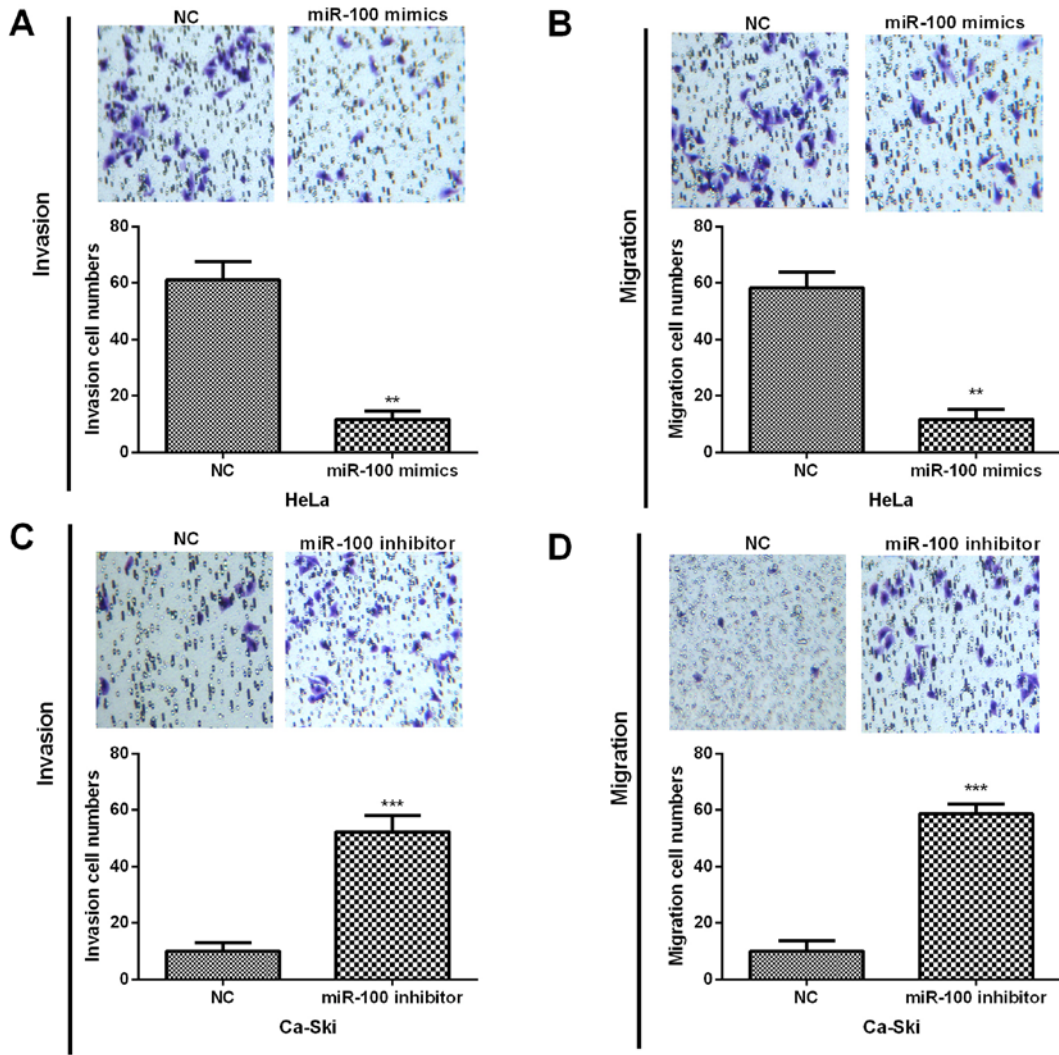 A
NC
miR-100 mimics
Invasion
Invasion cell numbers
80
60
40
20
0
**
NC
miR-100 mimics
HeLa
B
NC
miR-100 mimics
Migration
Migration cell numbers
80
60
40
20
0
**
NC
miR-100 mimics
HeLa
C
NC
miR-100 inhibitor
Invasion
Invasion cell numbers
80
60
40
20
0
***
NC
miR-100 inhibitor
Ca-Ski
D
NC
miR-100 inhibitor
Migration
Migration cell numbers
80
60
40
20
0
***
NC
miR-100 inhibitor
Ca-Ski